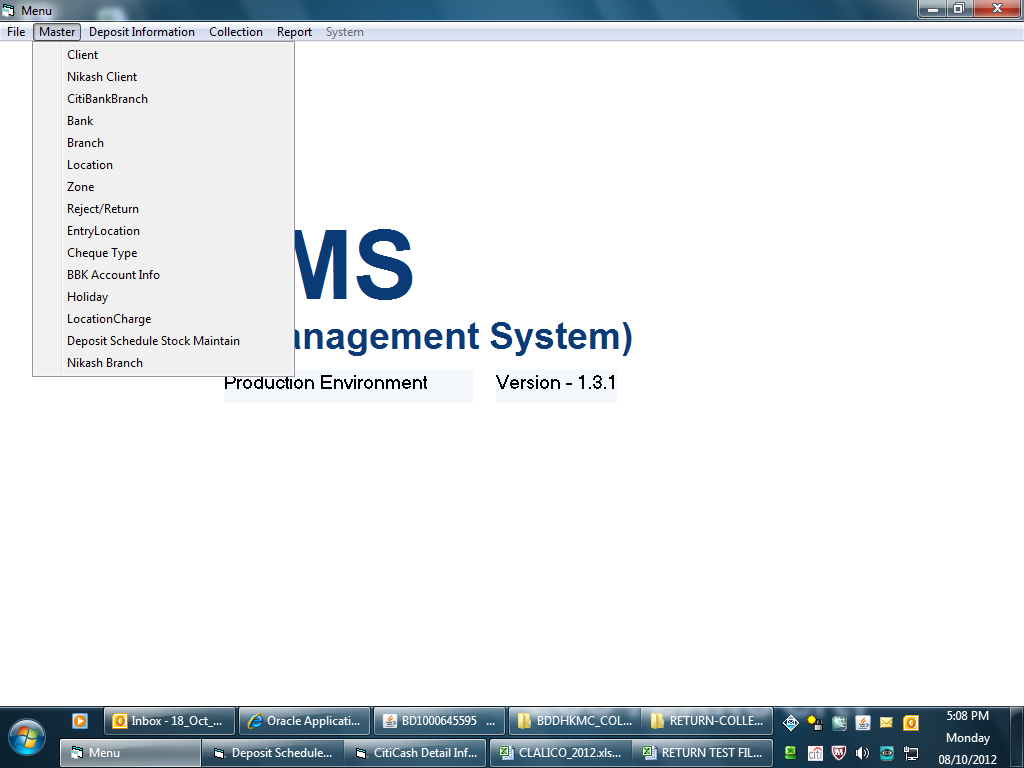 Menu
File Master Deposit Information Collection Report System
Client
Nikash Client
CitiBankBranch
Bank
Branch
Location
Zone
Reject/Return
EntryLocation
Cheque Type
BBK Account Info
Holiday
LocationCharge
Deposit Schedule Stock Maintain
Nikash Branch
MS
anagement System)
Production Environment Version - 1.3.1
Inbox - 18_Oct_... Oracle Applicati... BD1000645595 ... BDDHKMC_COL... RETURN-COLLE...
5:08 PM
Menu Deposit Schedule... CitiCash Detail Inf... CLALICO_2012.xls... RETURN TEST FIL...
Monday
08/10/2012